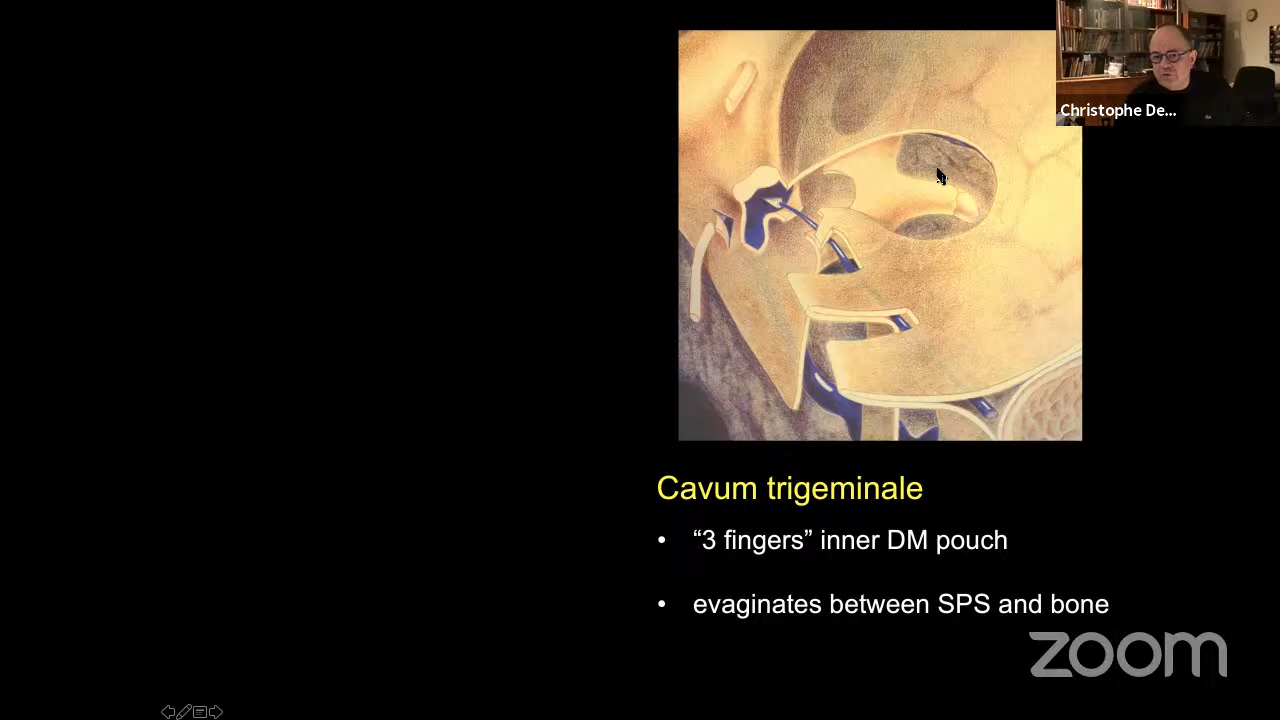 Christophe De...
Cavum trigeminale
• “3 fingers” inner DM pouch
• evaginates between SPS and bone
zoom